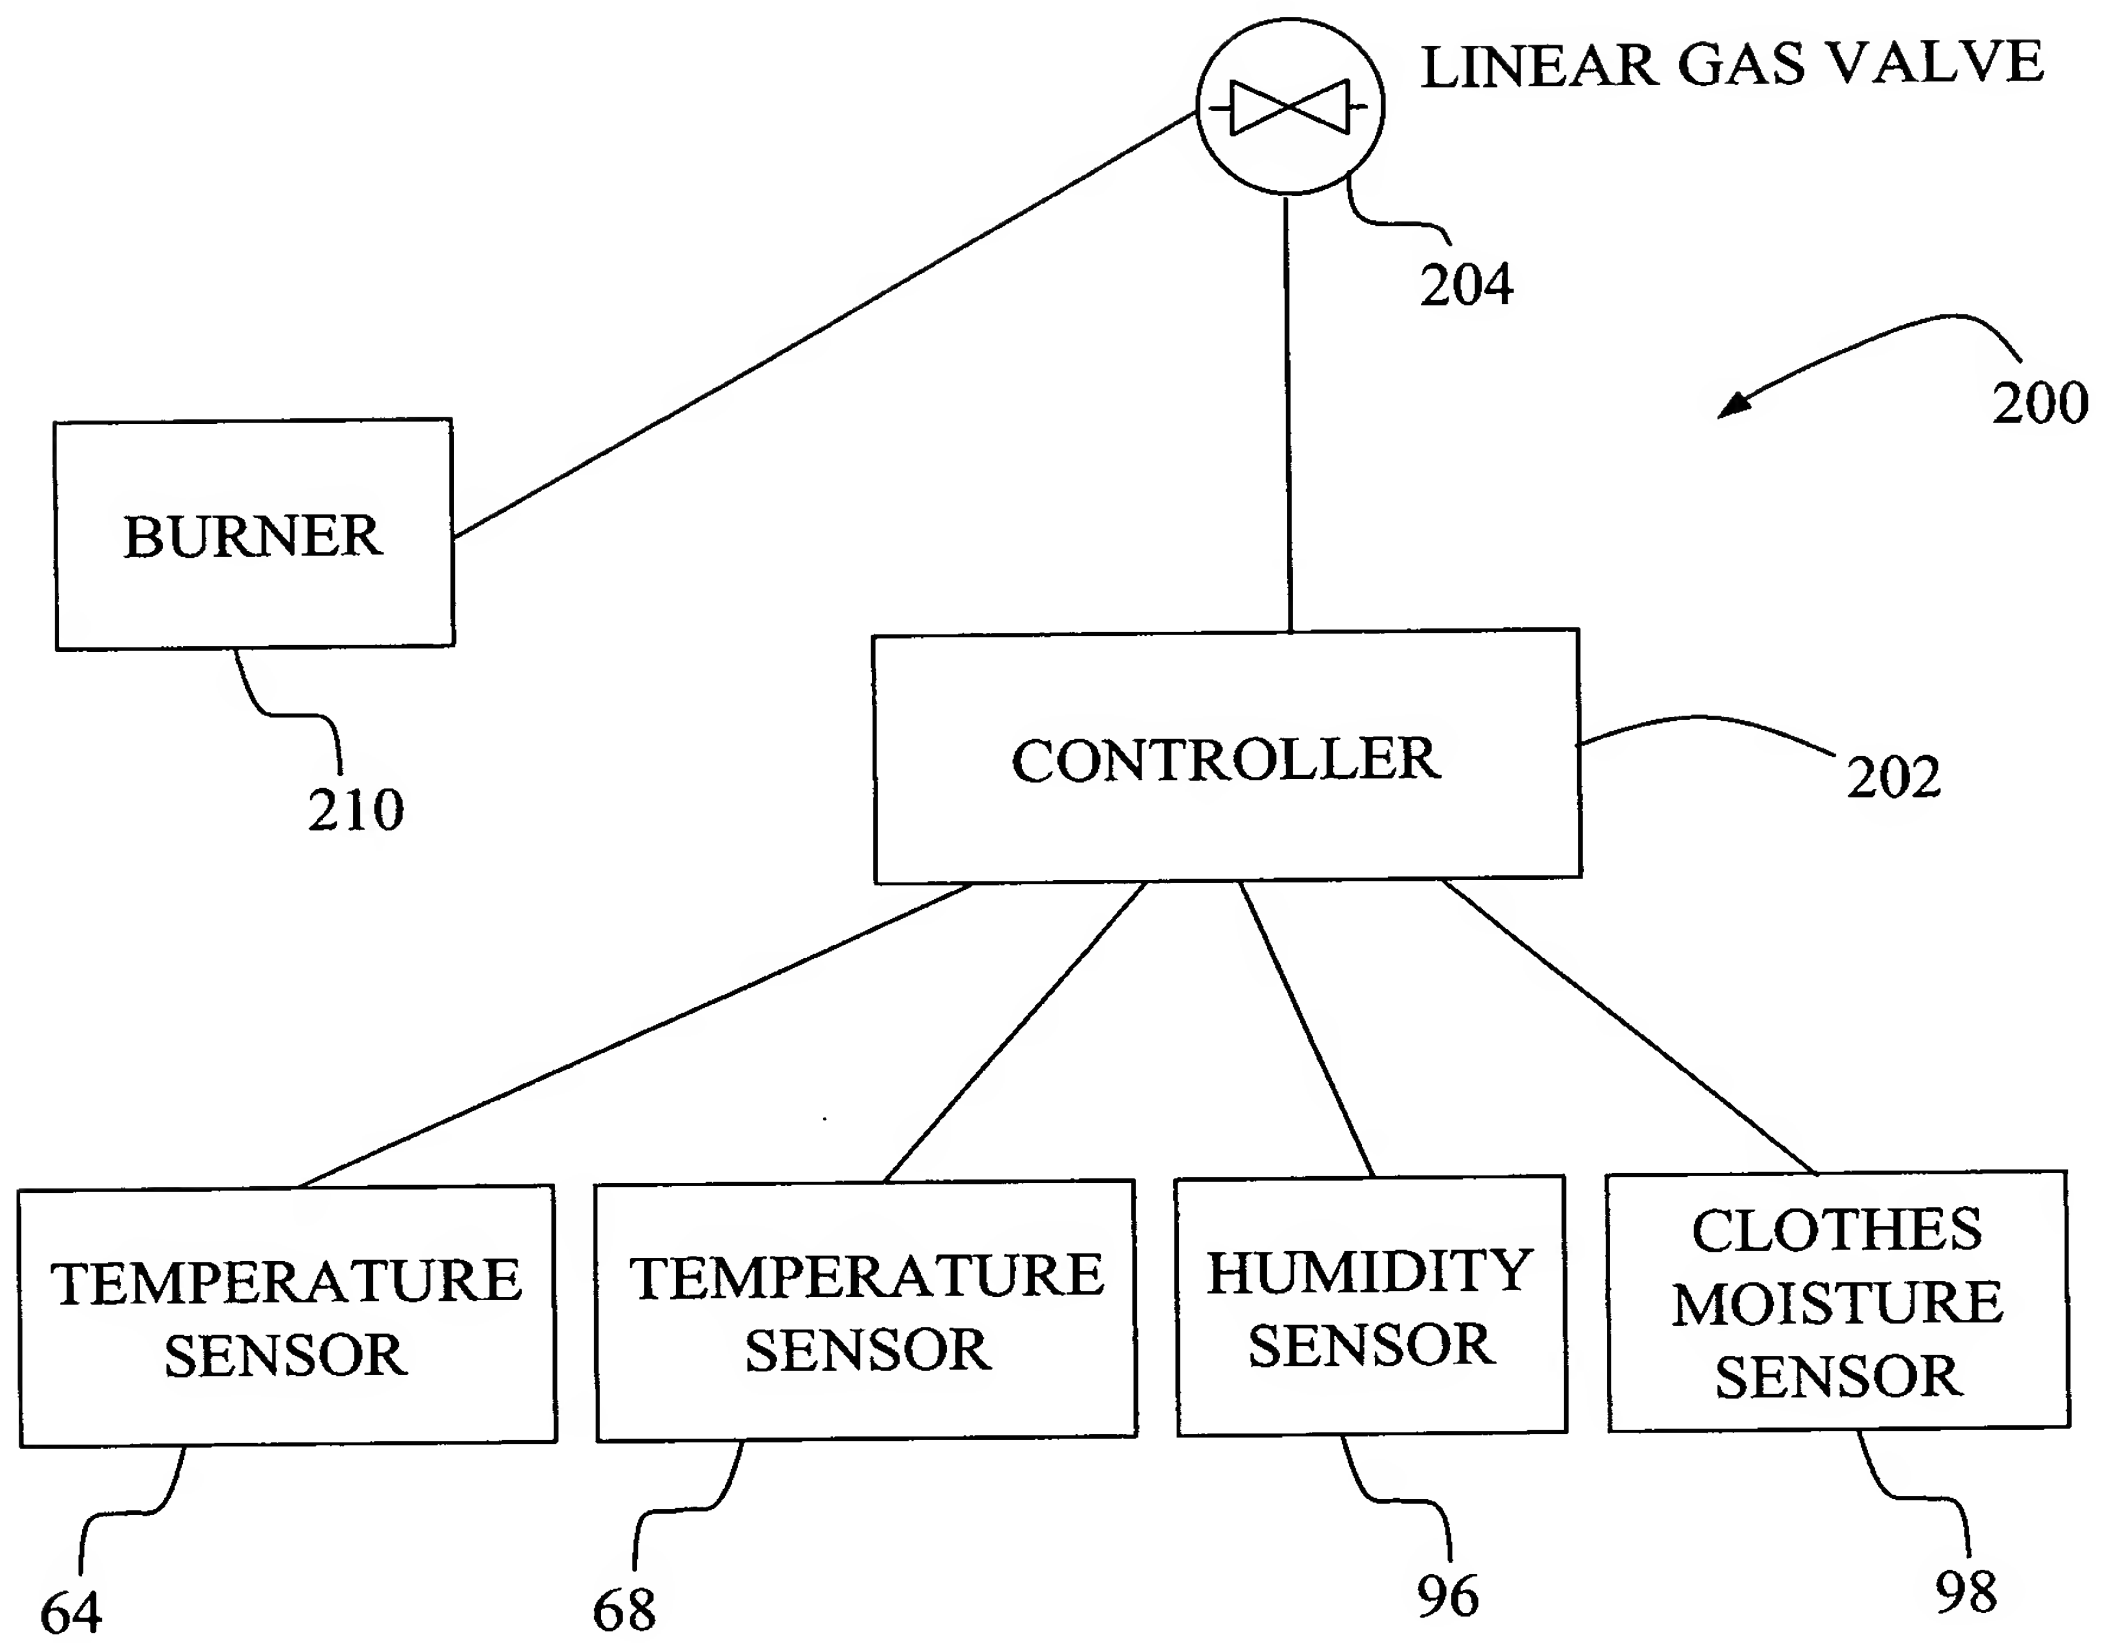 LINEAR GAS VALVE
204
200
BURNER
210
CONTROLLER
202
TEMPERATURE
SENSOR
TEMPERATURE
SENSOR
HUMIDITY
SENSOR
CLOTHES
MOISTURE
SENSOR
64
68
96
98